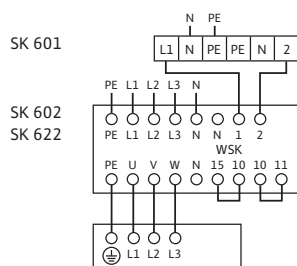 N PE
SK 601
L1 N PE PE N 2
PE L1 L2 L3 N
SK 602
SK 622
PE L1 L2 L3 N N 1 2
WSK
PE U V W N 15 10 10 11
L1 L2 L3